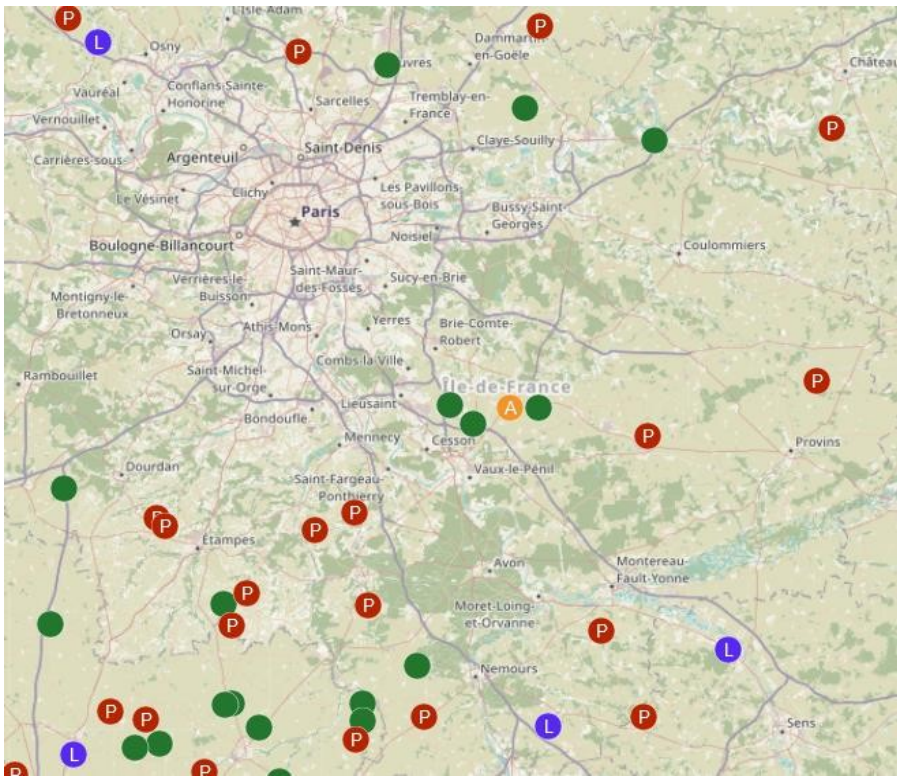 L'Isle Adam
P
L
Osny
P
P
Dammartin-
en-Goële
uvres
Château
Vauréal
Conflans-Sainte-
Honorine
Sarcelles
Tremblay-en-
France
Vernouillet
P
Carrières-sous-
Argenteuil
Saint-Denis
Claye-Souilly
Le Vésinet
Clichy
Les Pavillons-
sous-Bois
Paris
Bussy-Saint-
Georges
Boulogne-Billancourt
Noisiel
Coulommiers
Verrières-le-
Buisson
Saint-Maur-
des-Fossés
Sucy-en-Brie
Montigny-le-
Bretonneux
Orsay
Athis-Mons
Yerres
Brie-Comte-
Robert
Rambouillet
Saint-Michel-
sur-Orge
Combs-la-Ville
Île-de-France
P
Lieusaint
A
Bondoufle
Mennecy
Cesson
P
Provins
Dourdan
Saint-Fargeau-
Ponthierry
Vaux-le-Pénil
P
P
P
P
Étampes
Avon
Montereau-
Fault-Yonne
P
P
Moret-Loing-
et-Orvanne
P
P
L
Nemours
P
P
P
P
L
Sens
P
L
P
P